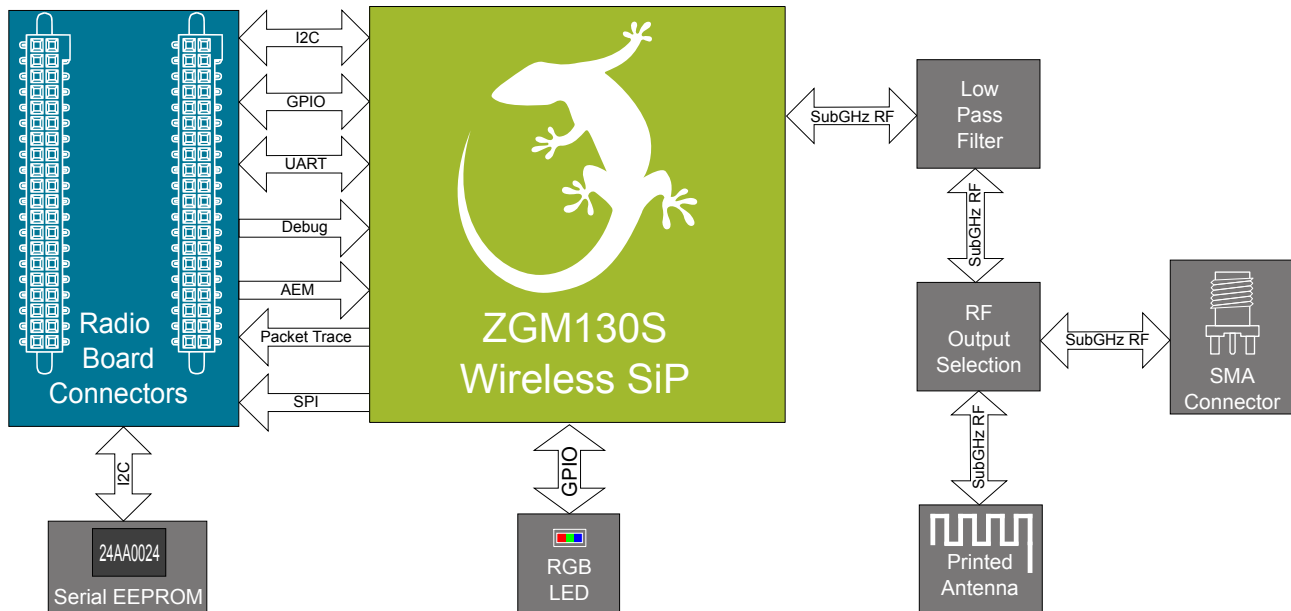 I2C
GPIO
UART
Debug
AEM
Packet Trace
SPI
Radio
Board
Connectors
ZGM130S
Wireless SiP
SubGHz RF
Low
Pass
Filter
SubGHz RF
RF
Output
Selection
SubGHz RF
SMA
Connector
SubGHz RF
Printed
Antenna
I2C
24AA0024
Serial EEPROM
GPIO
RGB
LED